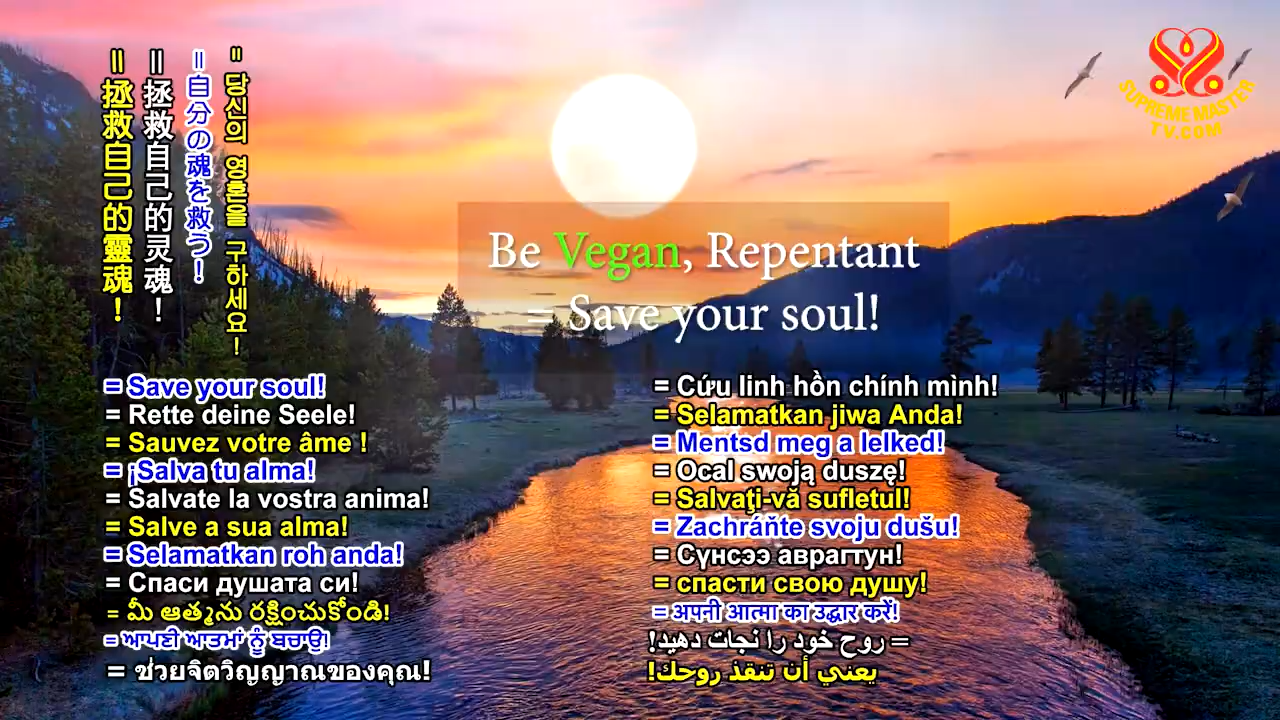 =拯救自己的靈魂！
=拯救自己的灵魂！
=自分の魂を救う！
= 당신의 영혼을 구하세요!
SUPREME MASTER
TV.COM
Be Vegan, Repentant
= Save your soul!
= Save your soul!
= Rette deine Seele!
= Sauvez votre âme !
= ¡Salva tu alma!
= Salvate la vostra anima!
= Salve a sua alma!
= Selamatkan roh anda!
= Спаси душата си!
= మీ ఆత్మను రక్షించుకోండి!
= ਆਪਣੀ ਆਤਮਾਂ ਨੂੰ ਬਚਾਉ!
= ช่วยจิตวิญญาณของคุณ!
= Cứu linh hồn chính mình!
= Selamatkan jiwa Anda!
= Mentsd meg a lelked!
= Ocal swoją duszę!
= Salvaţi-vă sufletul!
= Zachráňte svoju dušu!
= Сүнсээ аврагтун!
= спасти свою душу!
= अपनी आत्मा का उद्धार करें!
= روح خود را نجات دهید!
يعني أن تنقذ روحك!